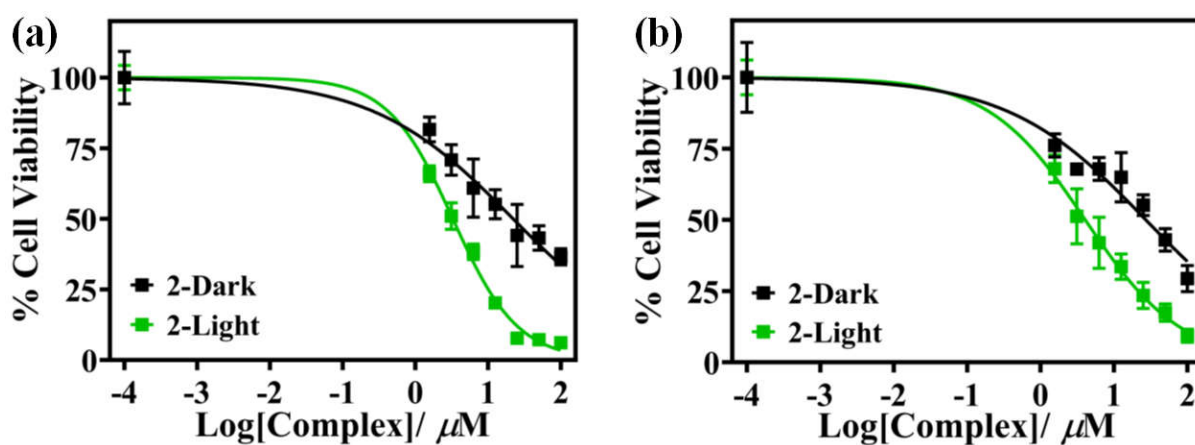 (a)
% Cell Viability
100
75
50
25
0
2-Dark
2-Light
-4 -3 -2 -1 0 1 2
Log[Complex]/ μM
(b)
% Cell Viability
100
75
50
25
0
2-Dark
2-Light
-4 -3 -2 -1 0 1 2
Log[Complex]/ μM